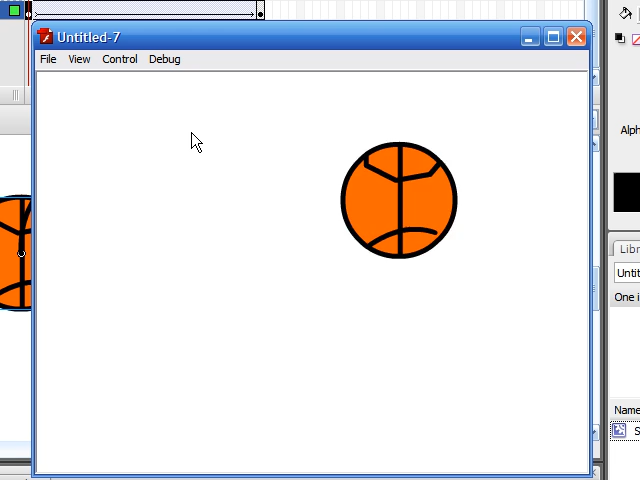 Untitled-7
File View Control Debug
Alph
Libr
Untit
One i
Name
S